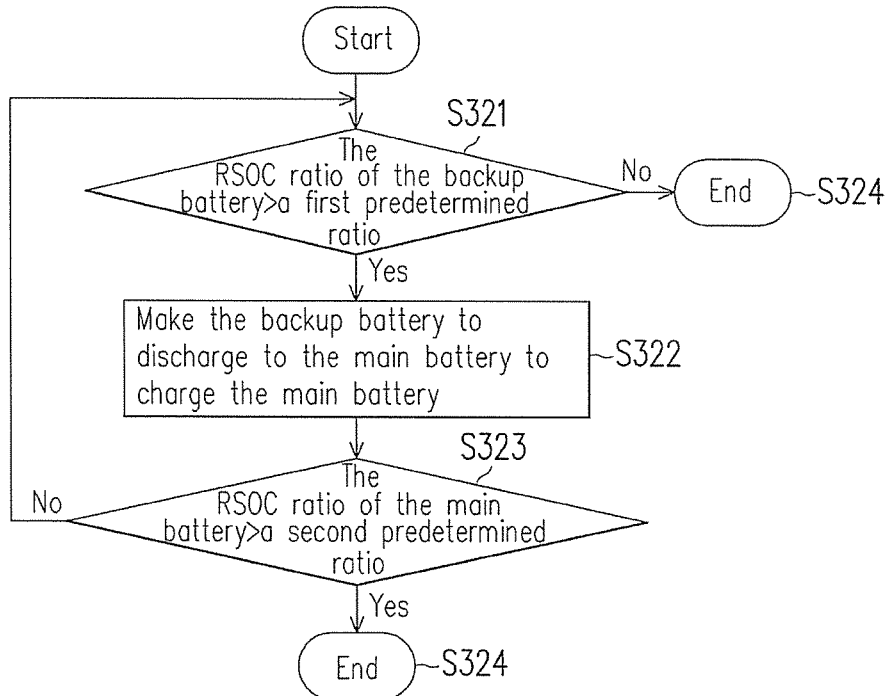 Start
S321
The
RSOC ratio of the backup
battery>a first predetermined
ratio
No
End
S324
Yes
Make the backup battery to
discharge to the main battery to
charge the main battery
S322
S323
The
RSOC ratio of the main
battery>a second predetermined
ratio
No
Yes
End
S324